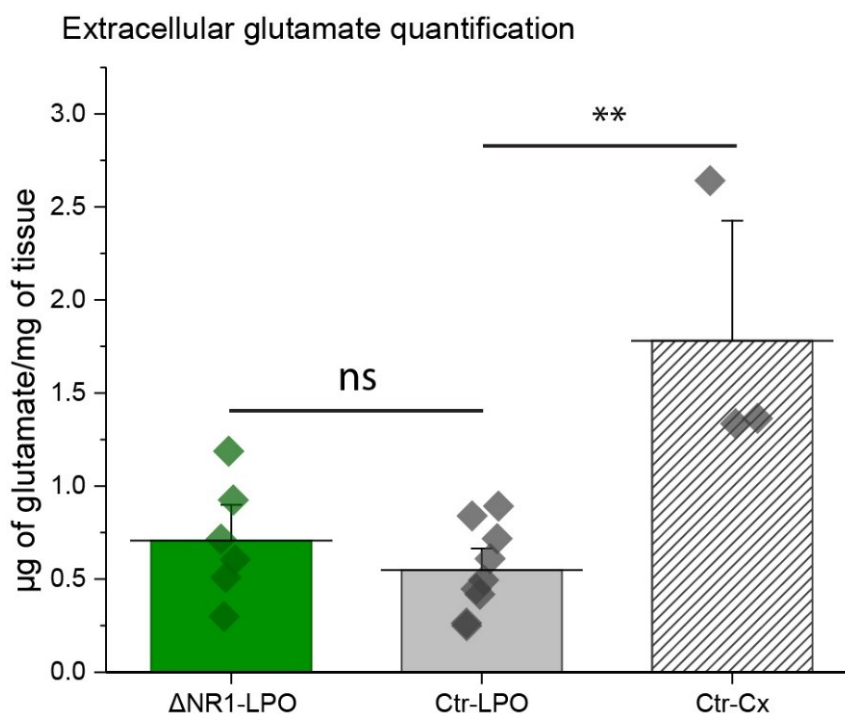 Extracellular glutamate quantification
µg of glutamate/mg of tissue
3.0
2.5
2.0
1.5
1.0
0.5
0.0
**
ns
ΔNR1-LPO
Ctr-LPO
Ctr-Cx